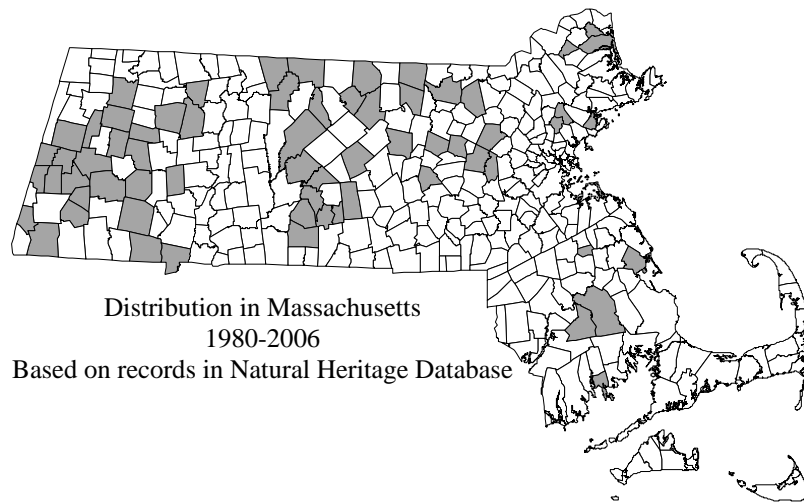 Distribution in Massachusetts
1980-2006
Based on records in Natural Heritage Database